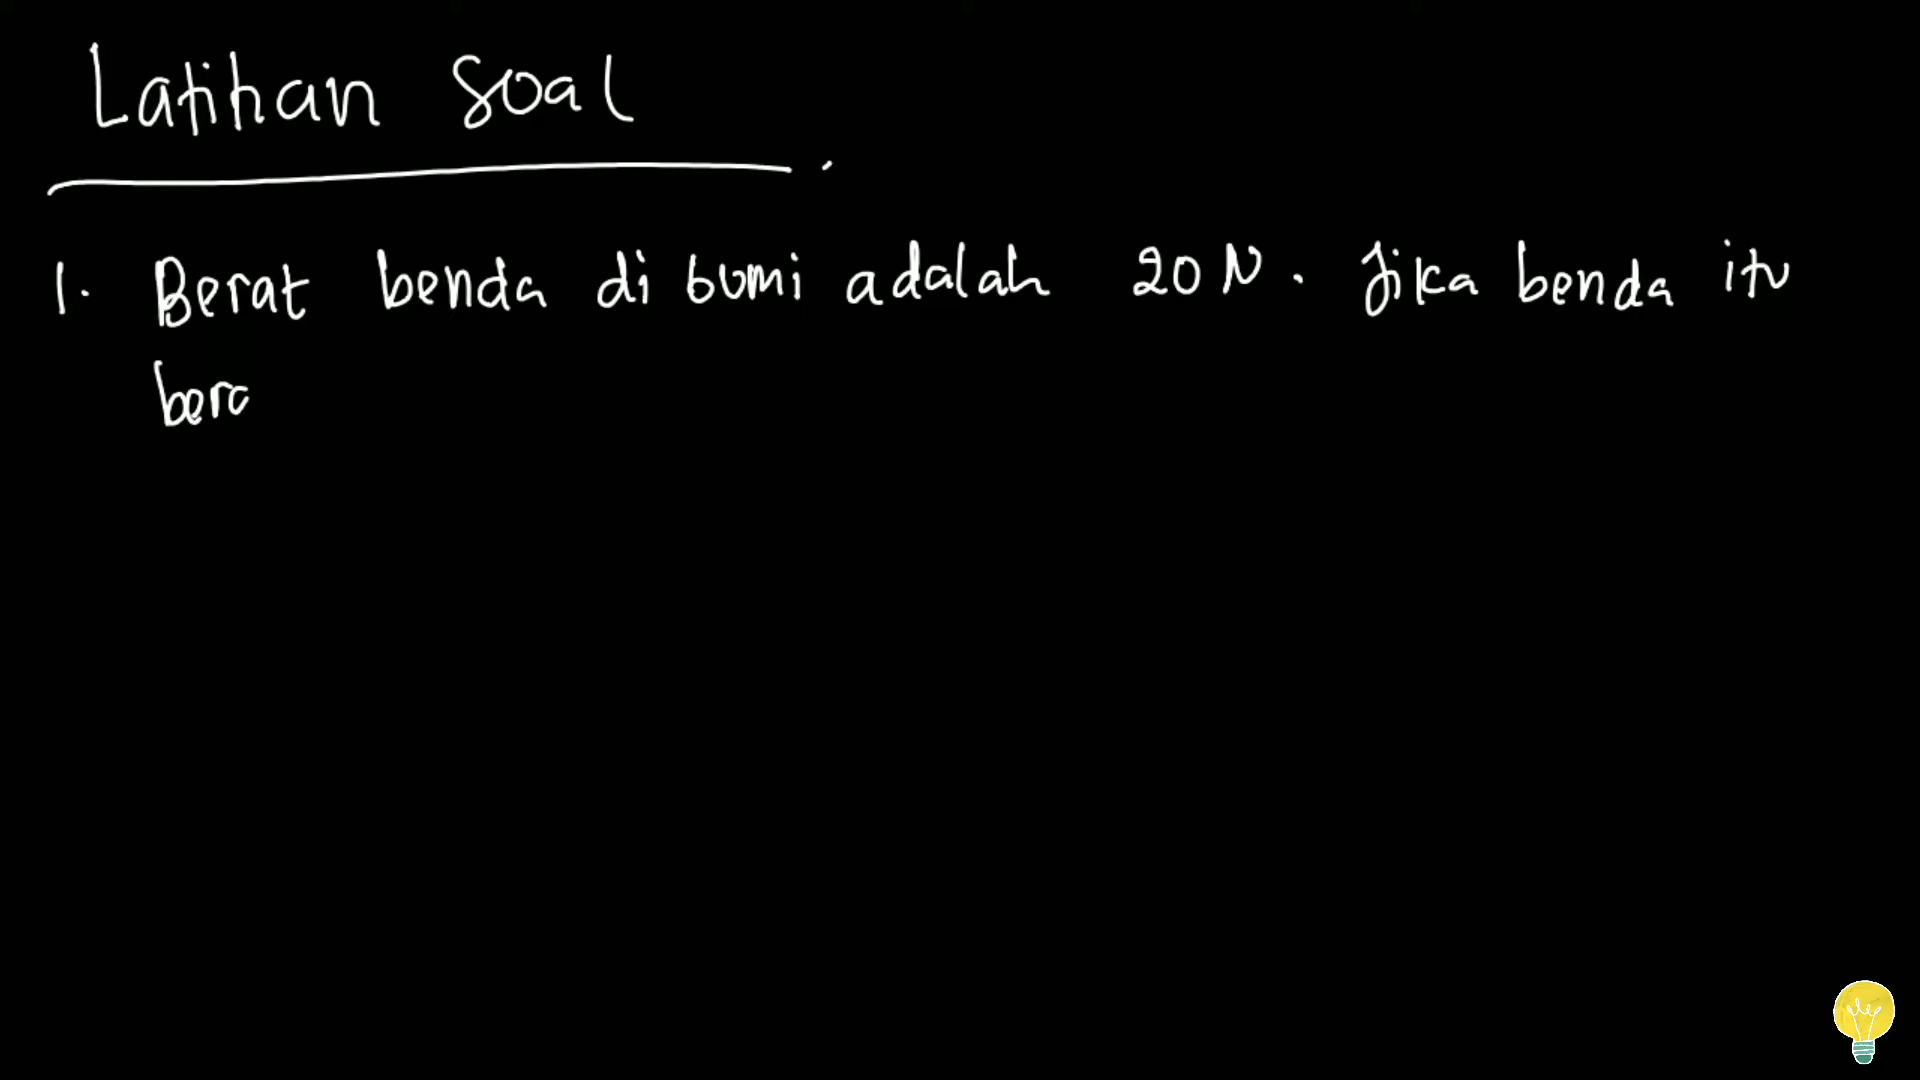 Latihan soal
1. Berat benda di bumi adalah 20 N. Jika benda itu
bera